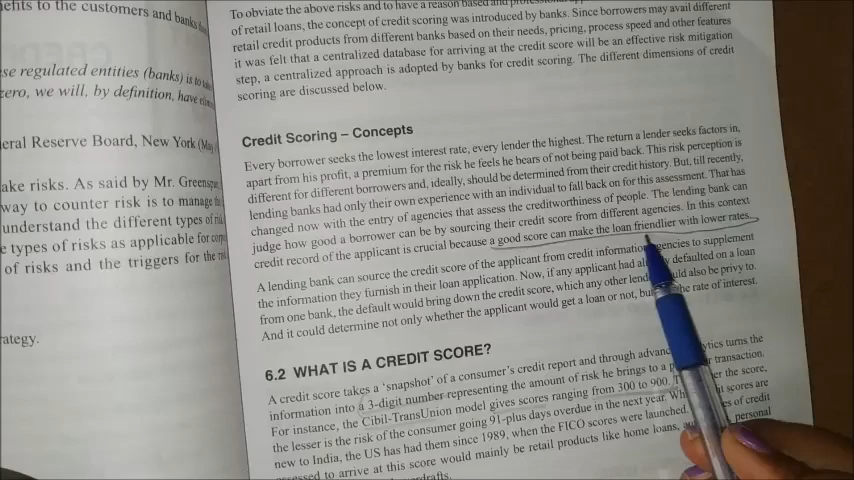 ents to the customers and banks
se regulated entities (banks) is to
zero, we will, by definition, have
eral Reserve Board, New York (May
ake risks. As said by Mr. Greenspan
way to counter risk is to manage
understand the different types of
e types of risks as applicable for
of risks and the triggers for the
ategy.
To obviate the above risks and to have a reason based and
of retail loans, the concept of credit scoring was introduced by banks. Since borrowers may avail different
retail credit products from different banks based on their needs, pricing, process speed and other features
it was felt that a centralized database for arriving at the credit score will be an effective risk mitigation
step, a centralized approach is adopted by banks for credit scoring. The different dimensions of credit
scoring are discussed below.
Credit Scoring – Concepts
Every borrower seeks the lowest interest rate, every lender the highest. The return a lender seeks factors in,
apart from his profit, a premium for the risk he feels he bears of not being paid back. This risk perception is
different for different borrowers and, ideally, should be determined from their credit history. But, till recently,
lending banks had only their own experience with an individual to fall back on for this assessment. That has
changed now with the entry of agencies that assess the creditworthiness of people. The lending bank can
judge how good a borrower can be by sourcing their credit score from different agencies. In this context
credit record of the applicant is crucial because a good score can make the loan friendlier with lower rates.
A lending bank can source the credit score of the applicant from credit information agencies to supplement
the information they furnish in their loan application. Now, if any applicant had defaulted on a loan
from one bank, the default would bring down the credit score, which any other also be privy to.
And it could determine not only whether the applicant would get a loan or not, the rate of interest.
6.2 WHAT IS A CREDIT SCORE?
A credit score takes a ‘snapshot’ of a consumer's credit report and through turns the
information into a 3-digit number representing the amount of risk he brings to a transaction.
For instance, the Cibil-TransUnion model gives scores ranging from 300 to 900. the score,
the lesser is the risk of the consumer going 91-plus days overdue in the next year. scores are
new to India, the US has had them since 1989, when the FICO scores were launched. of credit
to arrive at this score would mainly be retail products like home loans, personal